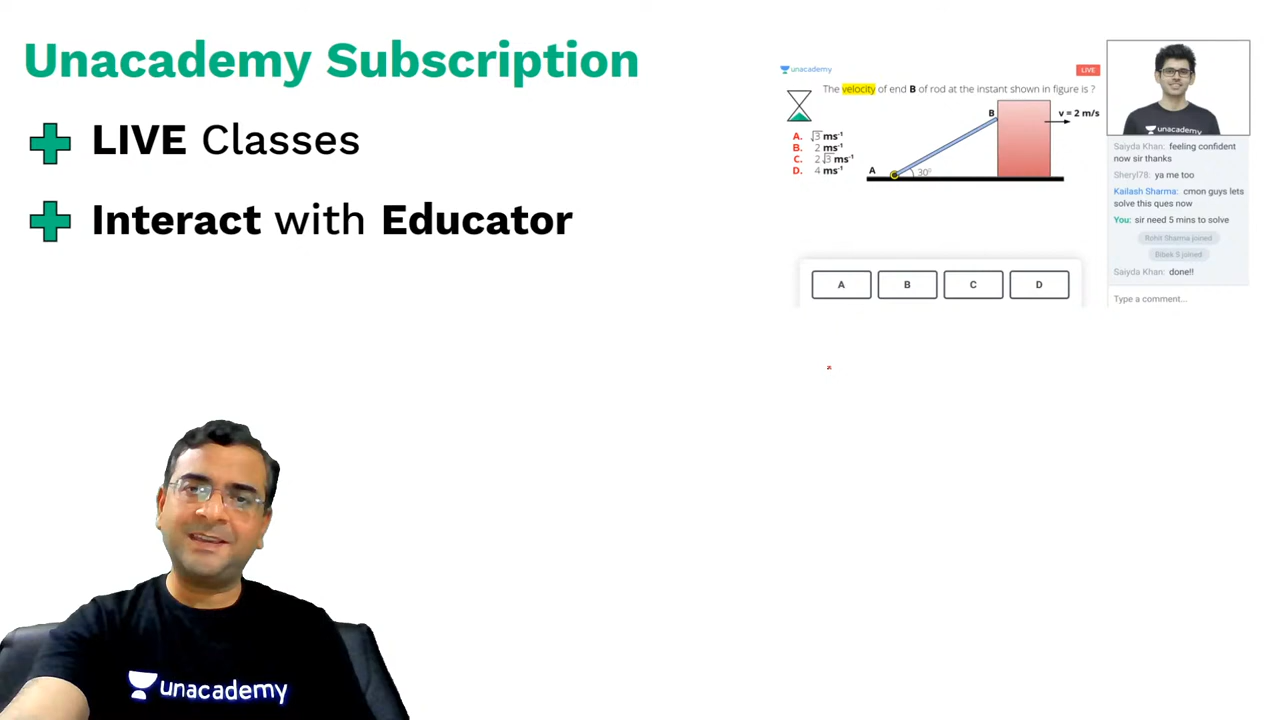 Unacademy Subscription
LIVE Classes
Interact with Educator
unacademy
LIVE
The velocity of end B of rod at the instant shown in figure is ?
B
v = 2 m/s
A. √3 ms⁻¹
B. 2 ms⁻¹
C. 2√3 ms⁻¹
D. 4 ms⁻¹
A
30⁰
A B C D
unacademy
Saiyda Khan: feeling confident
now sir thanks
Sheryl78: ya me too
Kailash Sharma: cmon guys lets
solve this ques now
You: sir need 5 mins to solve
Rohit Sharma joined
Bibek S joined
Saiyda Khan: done!!
Type a comment...
unacademy